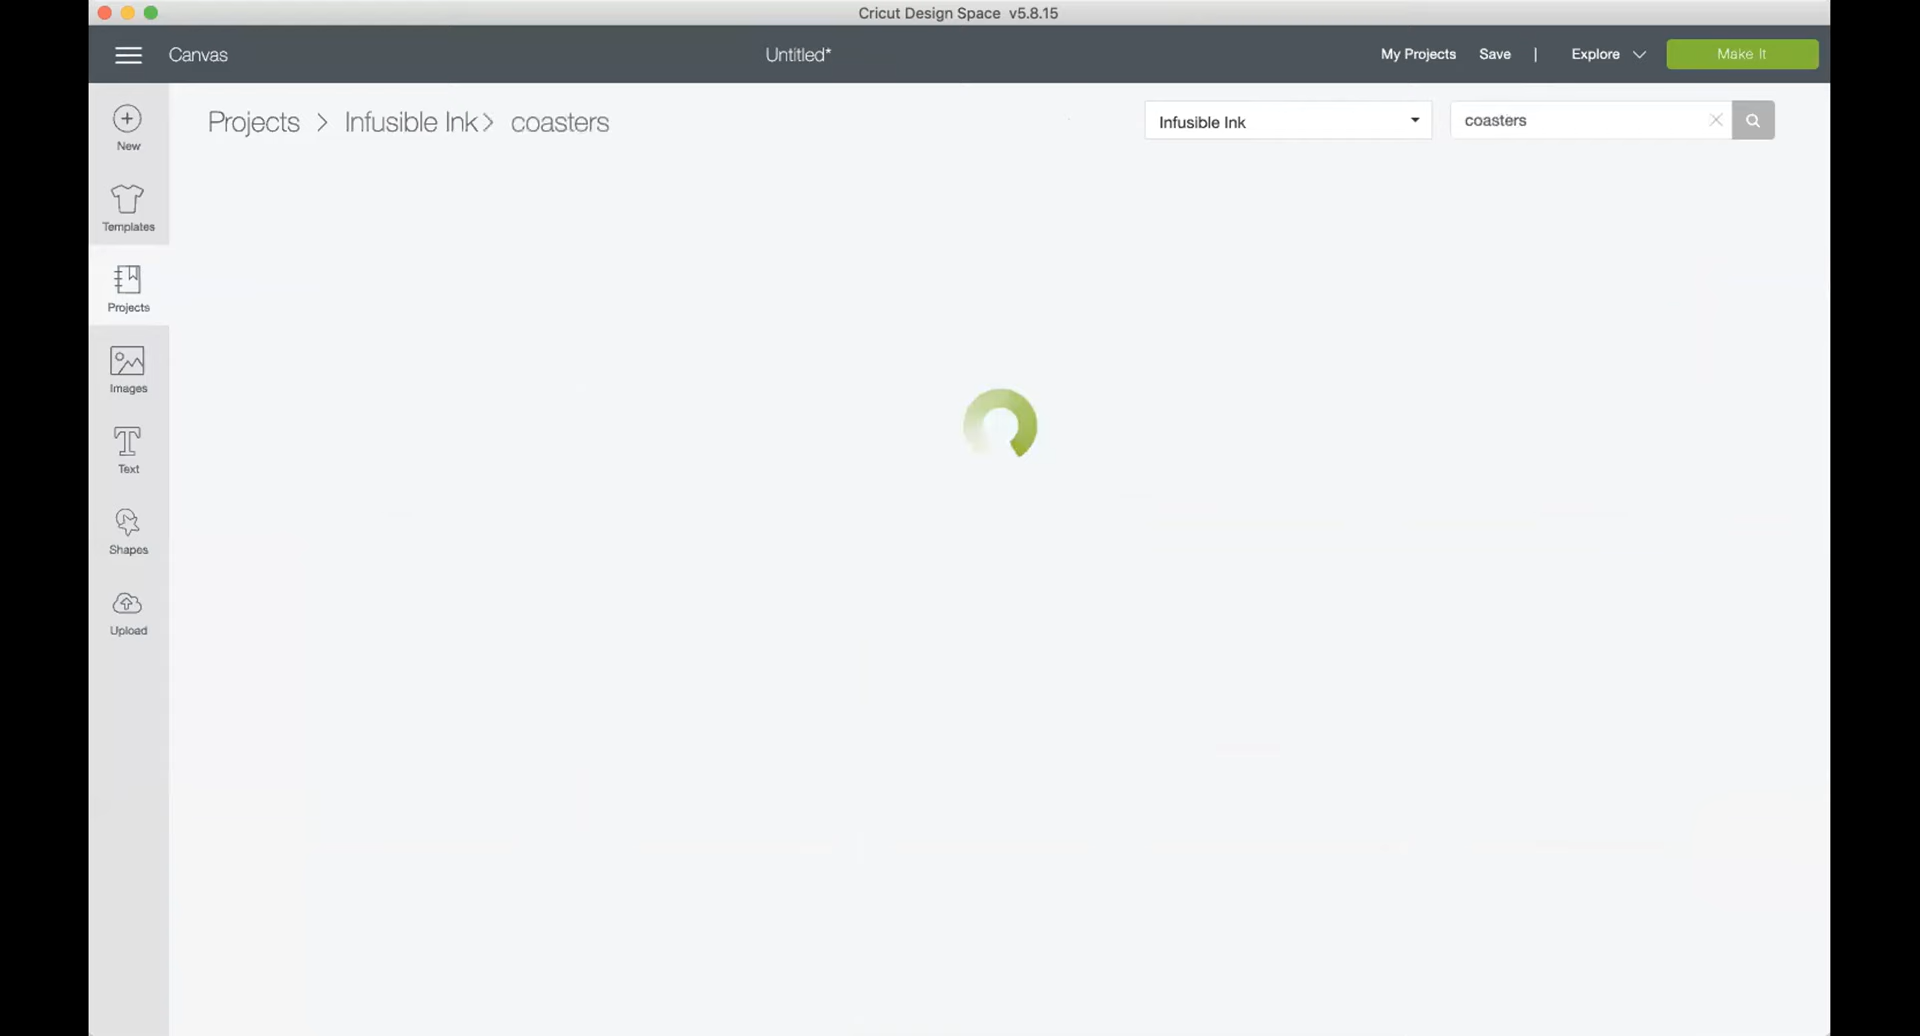 Cricut Design Space v5.8.15
Canvas
Untitled*
My Projects
Save
|
Explore
Make It
New
Templates
Projects
Images
Text
Shapes
Upload
Projects > Infusible Ink > coasters
Infusible Ink
coasters